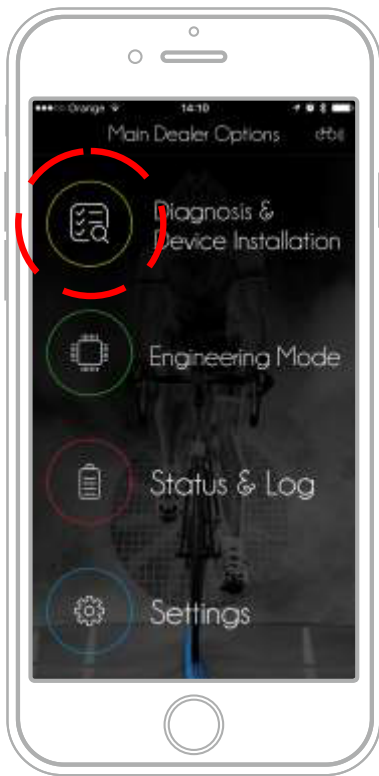 Orange 14:10
Main Dealer Options
Diagnosis &
Device Installation
Engineering Mode
Status & Log
Settings